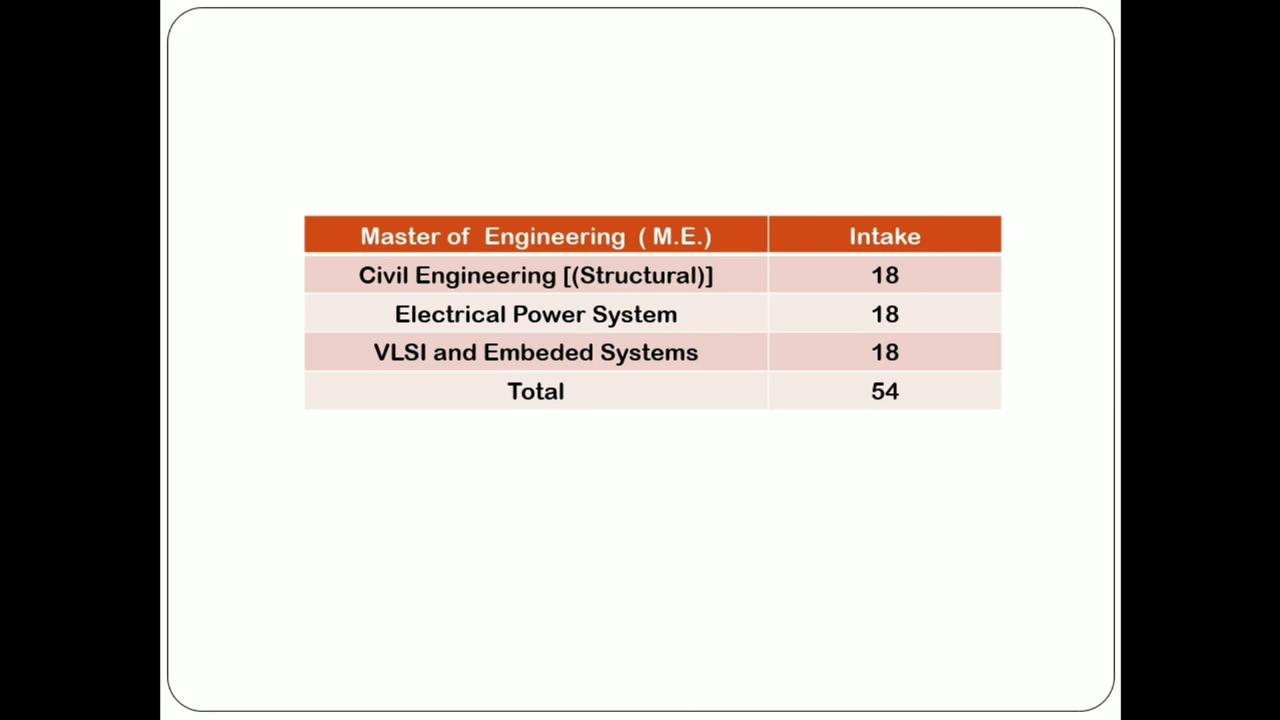 Master of Engineering ( M.E.) Intake
Civil Engineering [(Structural)] 18
Electrical Power System 18
VLSI and Embeded Systems 18
Total 54